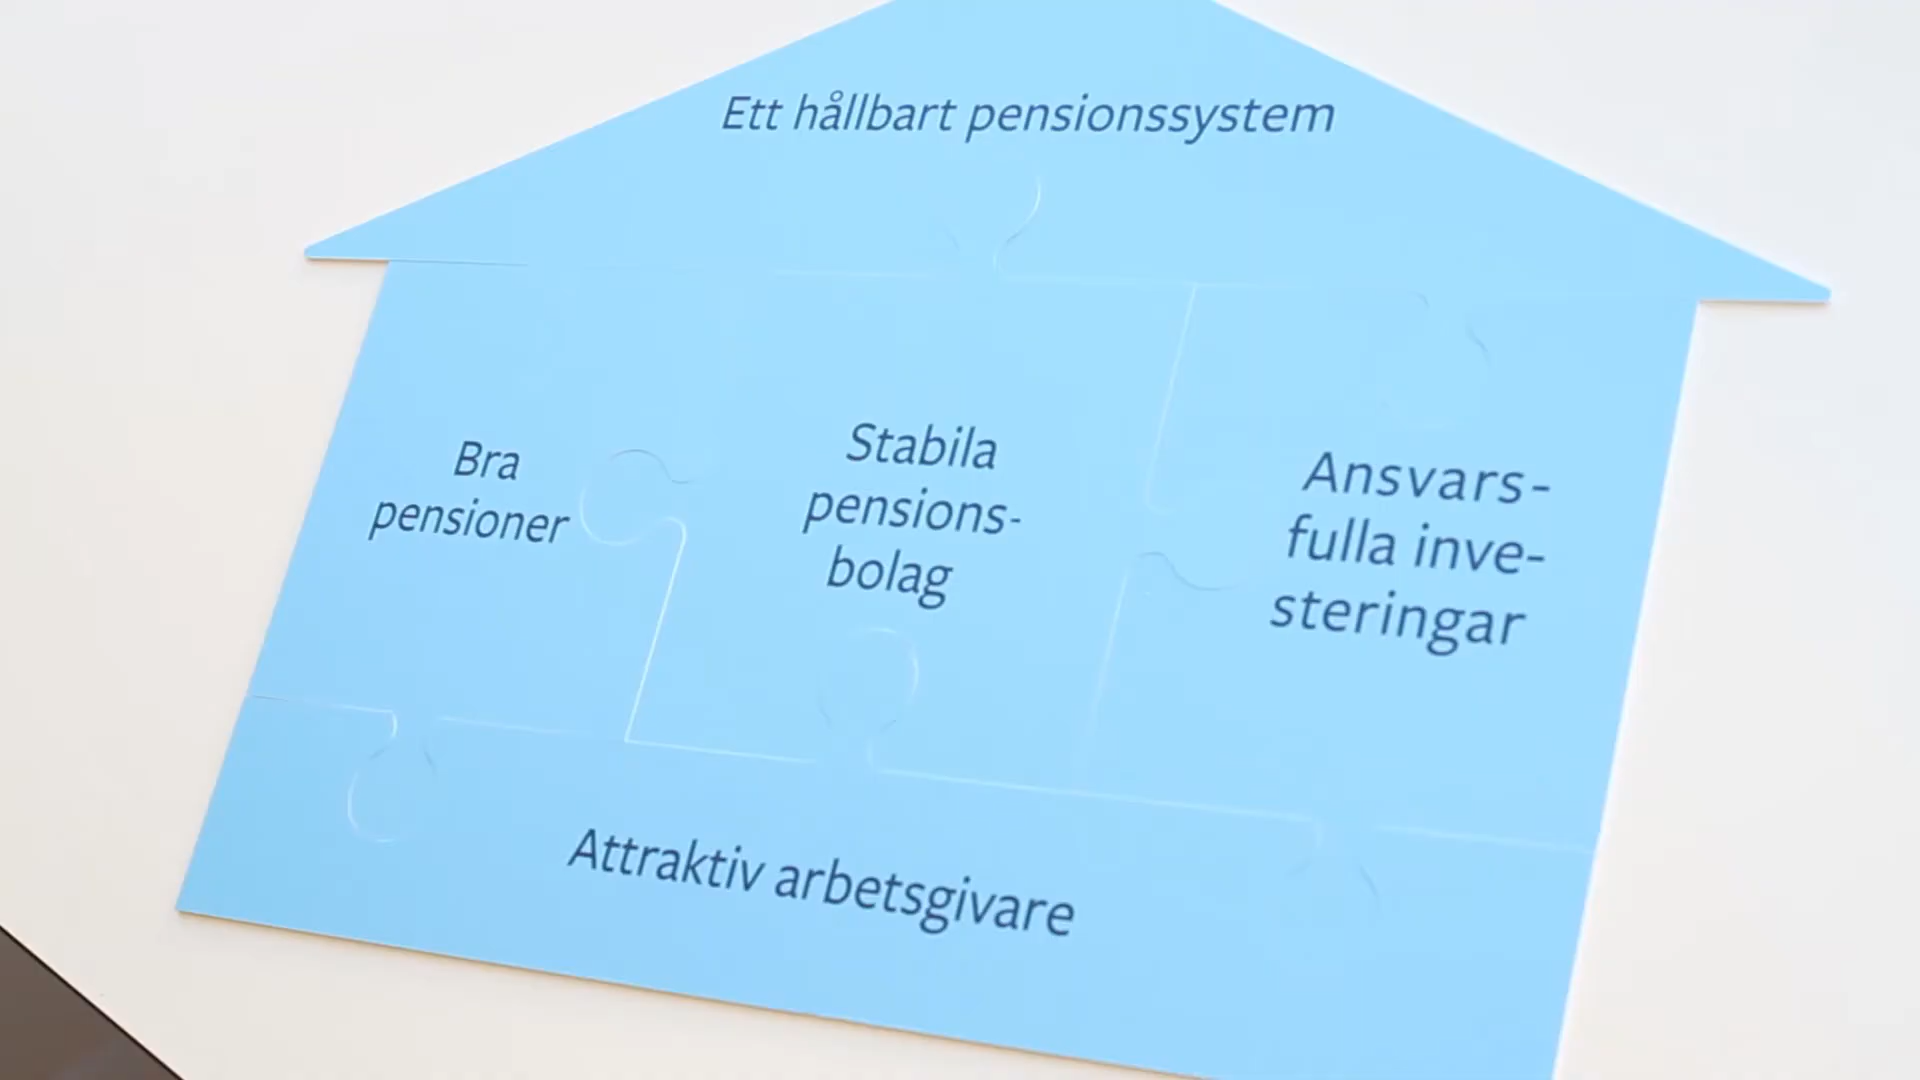 Ett hållbart pensionssystem
Bra
pensioner
Stabila
pensions-
bolag
Ansvars-
fulla inve-
steringar
Attraktiv arbetsgivare